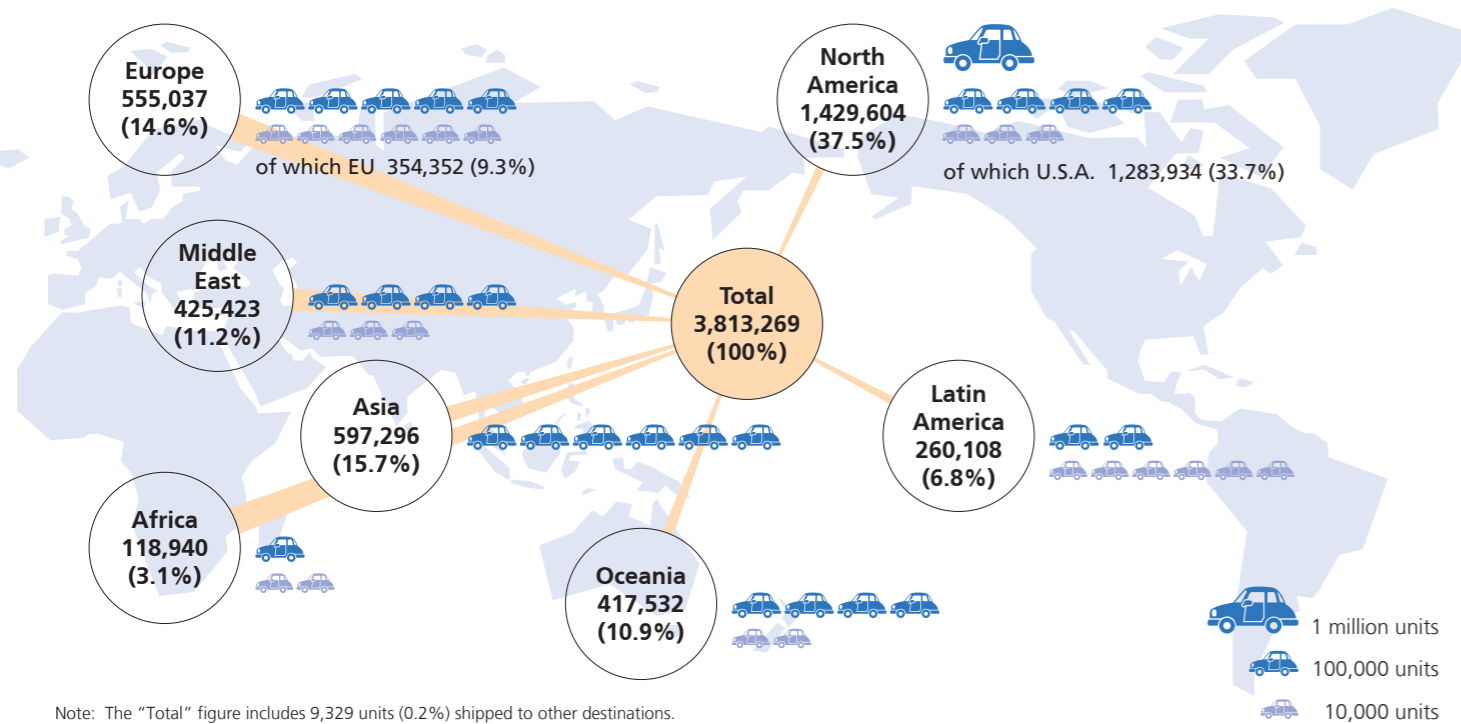 Europe
555,037
(14.6%)
of which EU 354,352 (9.3%)
North
America
1,429,604
(37.5%)
of which U.S.A. 1,283,934 (33.7%)
Middle
East
425,423
(11.2%)
Total
3,813,269
(100%)
Asia
597,296
(15.7%)
Latin
America
260,108
(6.8%)
Africa
118,940
(3.1%)
Oceania
417,532
(10.9%)
1 million units
100,000 units
10,000 units
Note: The “Total” figure includes 9,329 units (0.2%) shipped to other destinations.